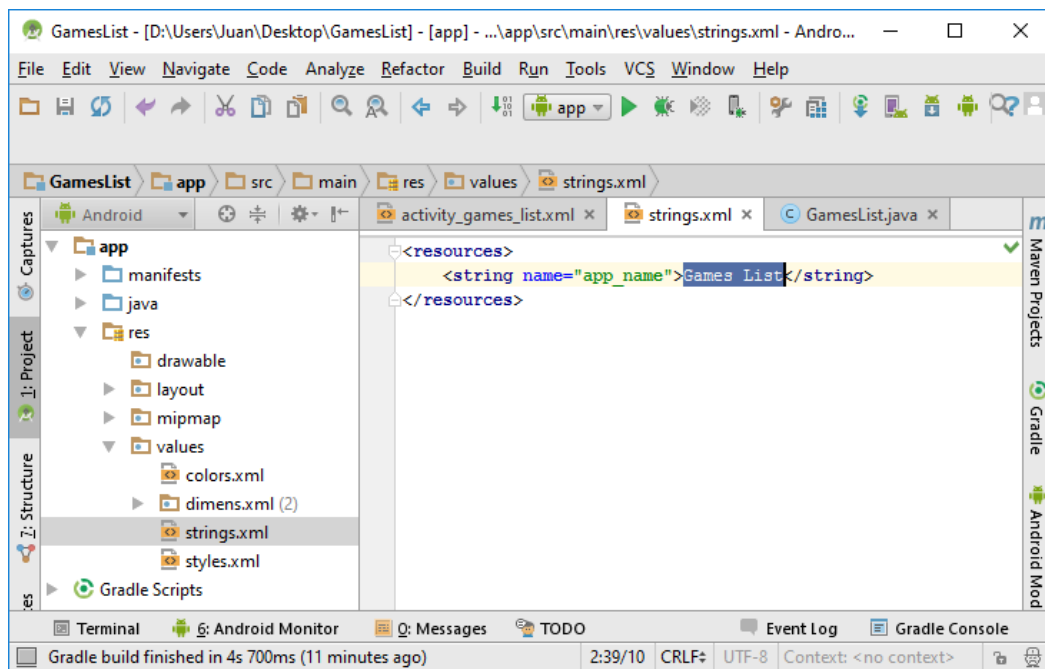 GamesList - [D:\Users\Juan\Desktop\GamesList] - [app] - ...\app\src\main\res\values\strings.xml - Andro...
File Edit View Navigate Code Analyze Refactor Build Run Tools VCS Window Help
app
GamesList app src main res values strings.xml
Captures
1: Project
7: Structure
Android
app
manifests
java
res
drawable
layout
mipmap
values
colors.xml
dimens.xml (2)
strings.xml
styles.xml
Gradle Scripts
activity_games_list.xml strings.xml GamesList.java
<resources>
<string name="app_name">Games List</string>
</resources>
Maven Projects
Gradle
Android Mod
Terminal 6: Android Monitor 0: Messages TODO Event Log Gradle Console
Gradle build finished in 4s 700ms (11 minutes ago) 2:39/10 CRLF UTF-8 Context: <no context>